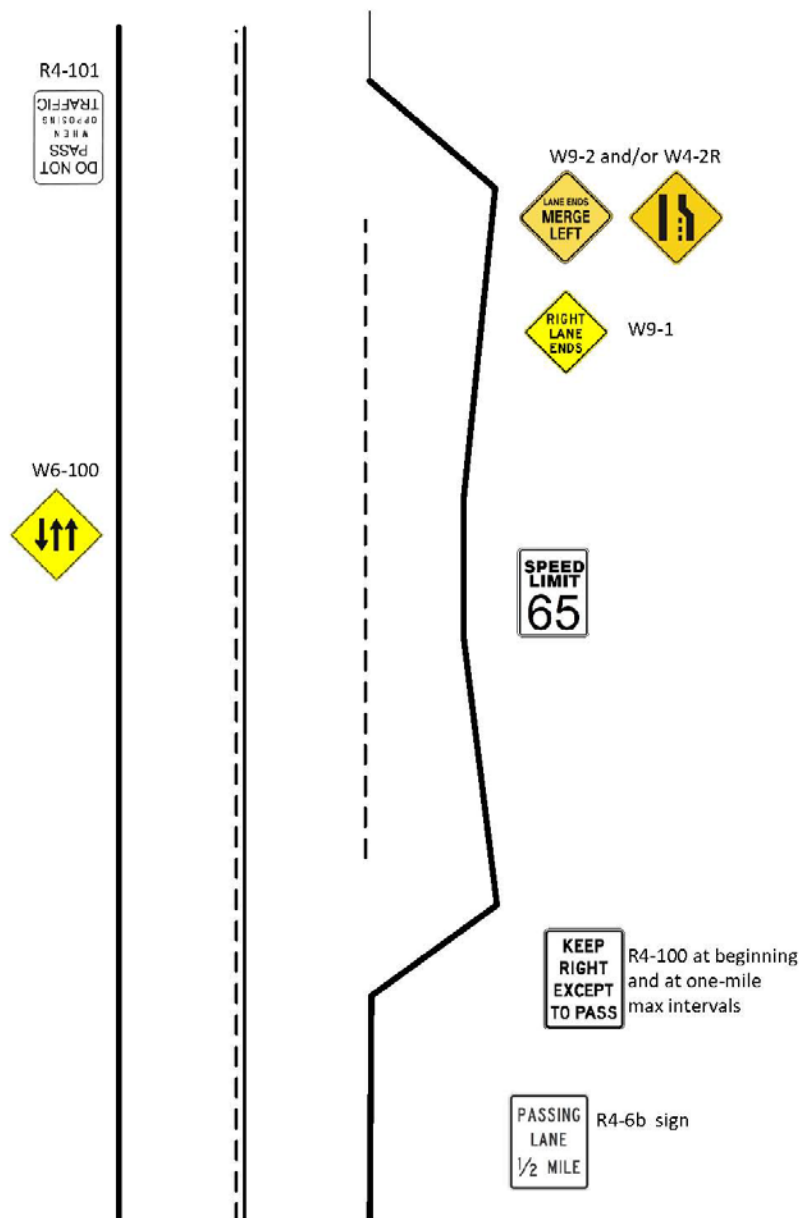 R4-101
DO NOT
PASS
WHEN
OPPOSING
TRAFFIC
W9-2 and/or W4-2R
LANE ENDS
MERGE
LEFT
RIGHT
LANE
ENDS
W9-1
W6-100
SPEED
LIMIT
65
KEEP
RIGHT
EXCEPT
TO PASS
R4-100 at beginning
and at one-mile
max intervals
PASSING
LANE
1/2 MILE
R4-6b sign